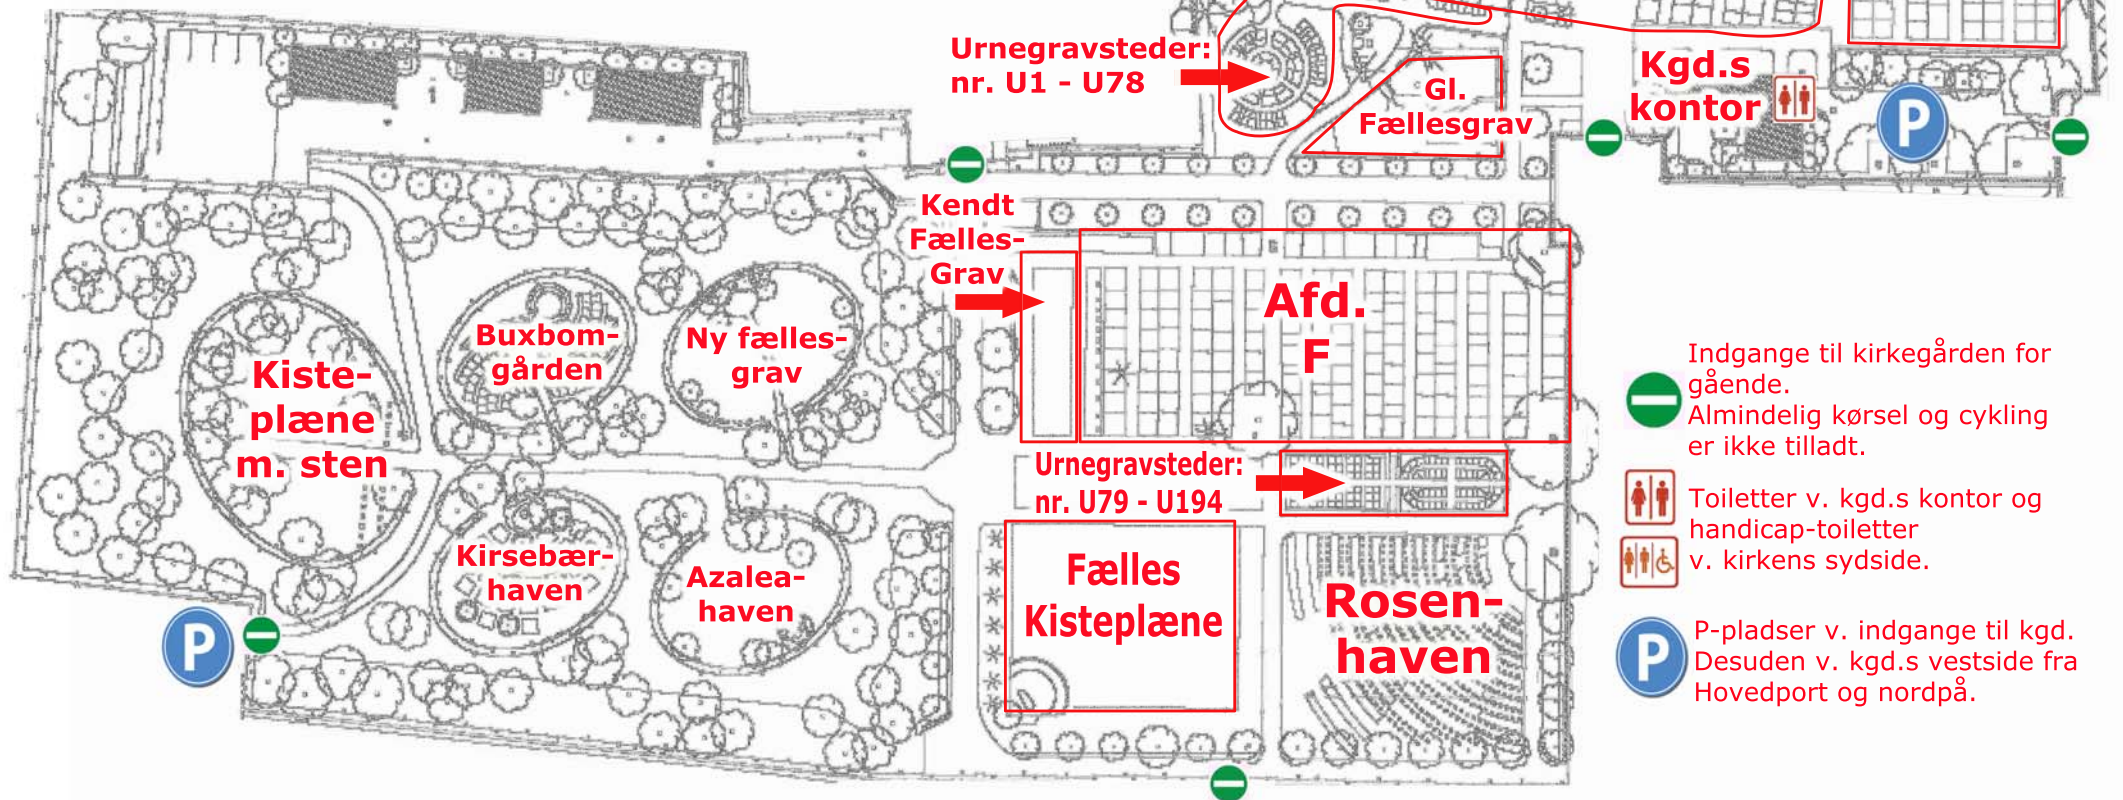 Urnegravsteder:
nr. U1 - U78
Gl.
Fællesgrav
Kgd.s
kontor
P
Kendt
Fælles-
Grav
Afd.
F
Buxbom-
gården
Ny fælles-
grav
Kiste-
plæne
m. sten
Urnegravsteder:
nr. U79 - U194
Kirsebær-
haven
Azalea-
haven
Fælles
Kisteplæne
Rosen-
haven
P
Indgange til kirkegården for
gående.
Almindelig kørsel og cykling
er ikke tilladt.
Toiletter v. kgd.s kontor og
handicap-toiletter
v. kirkens sydside.
P
P-pladser v. indgange til kgd.
Desuden v. kgd.s vestside fra
Hovedport og nordpå.